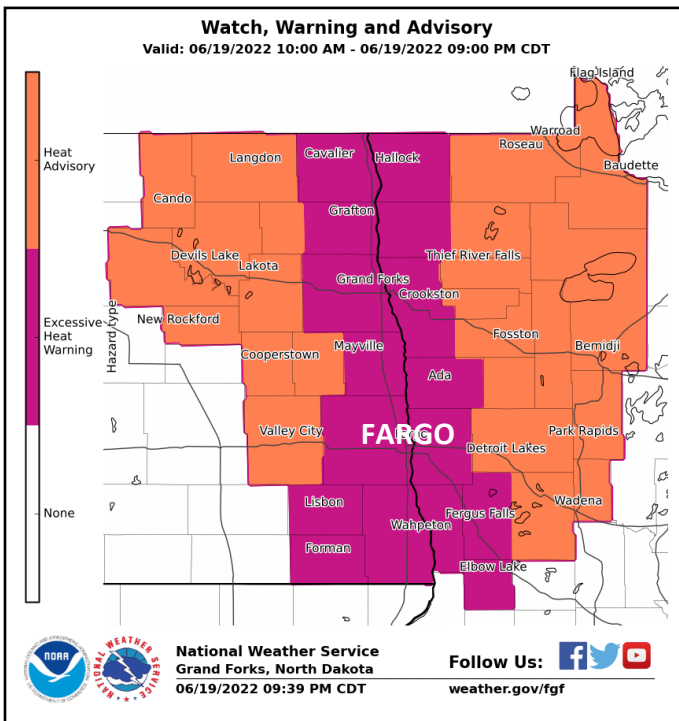 Watch, Warning and Advisory
Valid: 06/19/2022 10:00 AM - 06/19/2022 09:00 PM CDT
Heat
Advisory
Excessive
Heat
Warning
None
Hazard type
Flag Island
Warroad
Roseau
Baudette
Langdon
Cavalier
Hallock
Cando
Grafton
Devils Lake
Lakota
Thief River Falls
Grand Forks
Crookston
New Rockford
Fosston
Bemidji
Cooperstown
Mayville
Ada
Valley City
FARGO
Park Rapids
Detroit Lakes
Lisbon
Wadena
Fergus Falls
Wahpeton
Forman
Elbow Lake
NOAA
NATIONAL WEATHER SERVICE
National Weather Service
Grand Forks, North Dakota
06/19/2022 09:39 PM CDT
Follow Us:
weather.gov/fgf